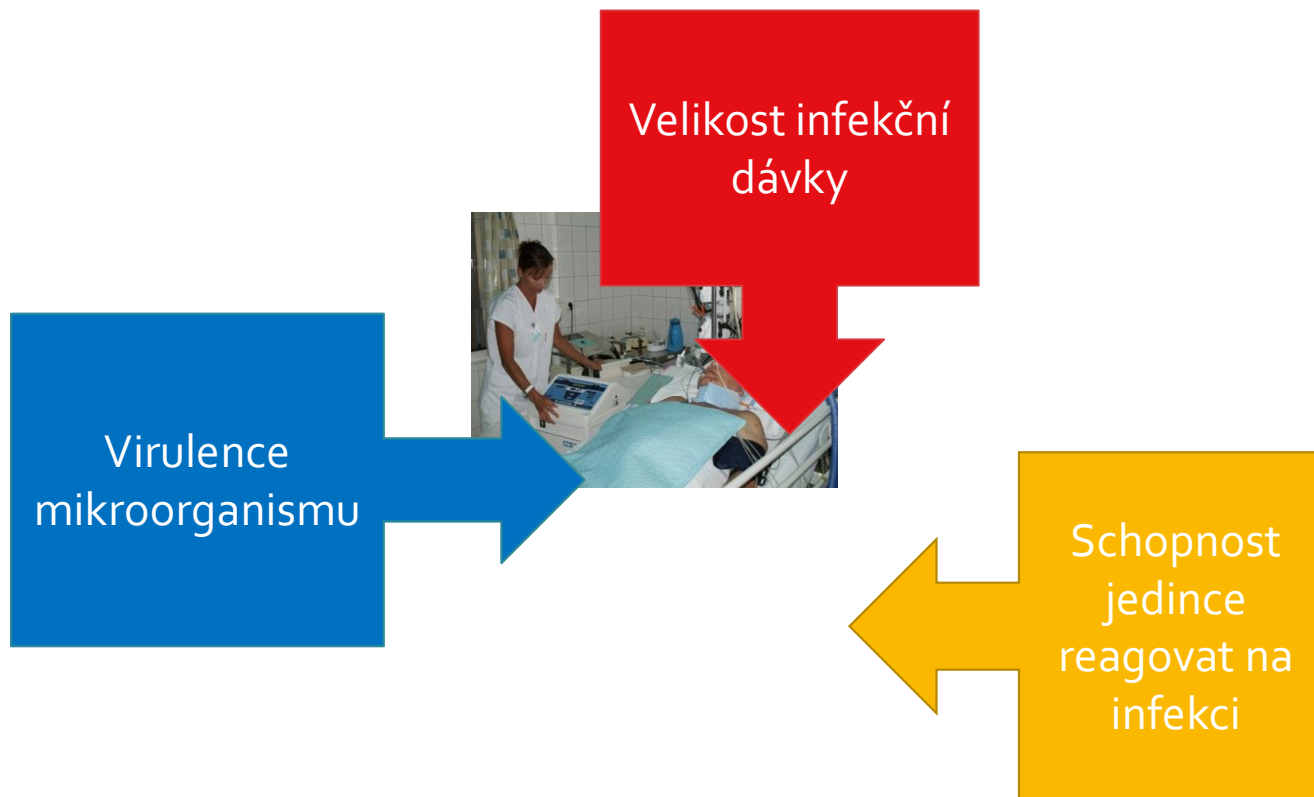 Velikost infekční
dávky
Virulence
mikroorganismu
Schopnost
jedince
reagovat na
infekci